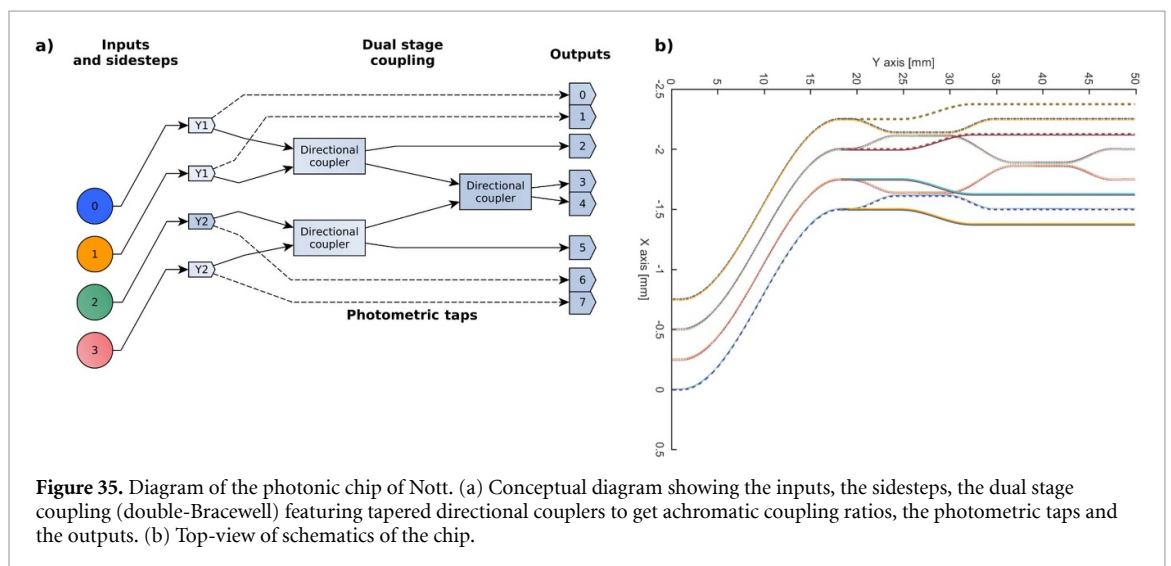 a)
Inputs
and sidesteps
Dual stage
coupling
Outputs
Y1
Y1
Y2
Y2
0
1
2
3
Directional
coupler
Directional
coupler
Directional
coupler
0
1
2
3
4
5
6
7
Photometric taps
b)
Y axis [mm]
0
5
10
15
20
25
30
35
40
45
50
-2.5
-2
-1.5
-1
-0.5
0
0.5
X axis [mm]
Figure 35. Diagram of the photonic chip of Nott. (a) Conceptual diagram showing the inputs, the sidesteps, the dual stage
coupling (double-Bracewell) featuring tapered directional couplers to get achromatic coupling ratios, the photometric taps and
the outputs. (b) Top-view of schematics of the chip.